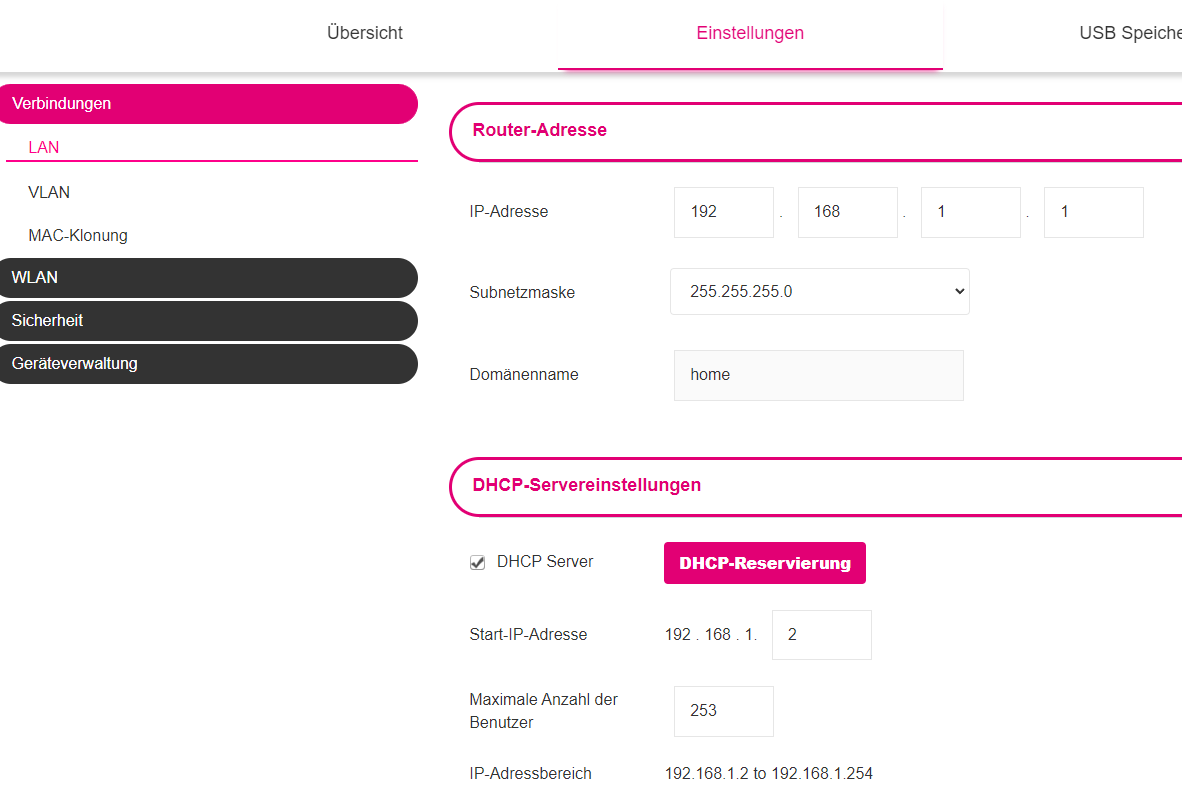 Übersicht Einstellungen USB Speiche
Verbindungen
LAN
VLAN
MAC-Klonung
WLAN
Sicherheit
Geräteverwaltung
Router-Adresse
IP-Adresse 192 . 168 . 1 . 1
Subnetzmaske 255.255.255.0
Domänenname home
DHCP-Servereinstellungen
DHCP Server DHCP-Reservierung
Start-IP-Adresse 192 . 168 . 1. 2
Maximale Anzahl der
Benutzer 253
IP-Adressbereich 192.168.1.2 to 192.168.1.254